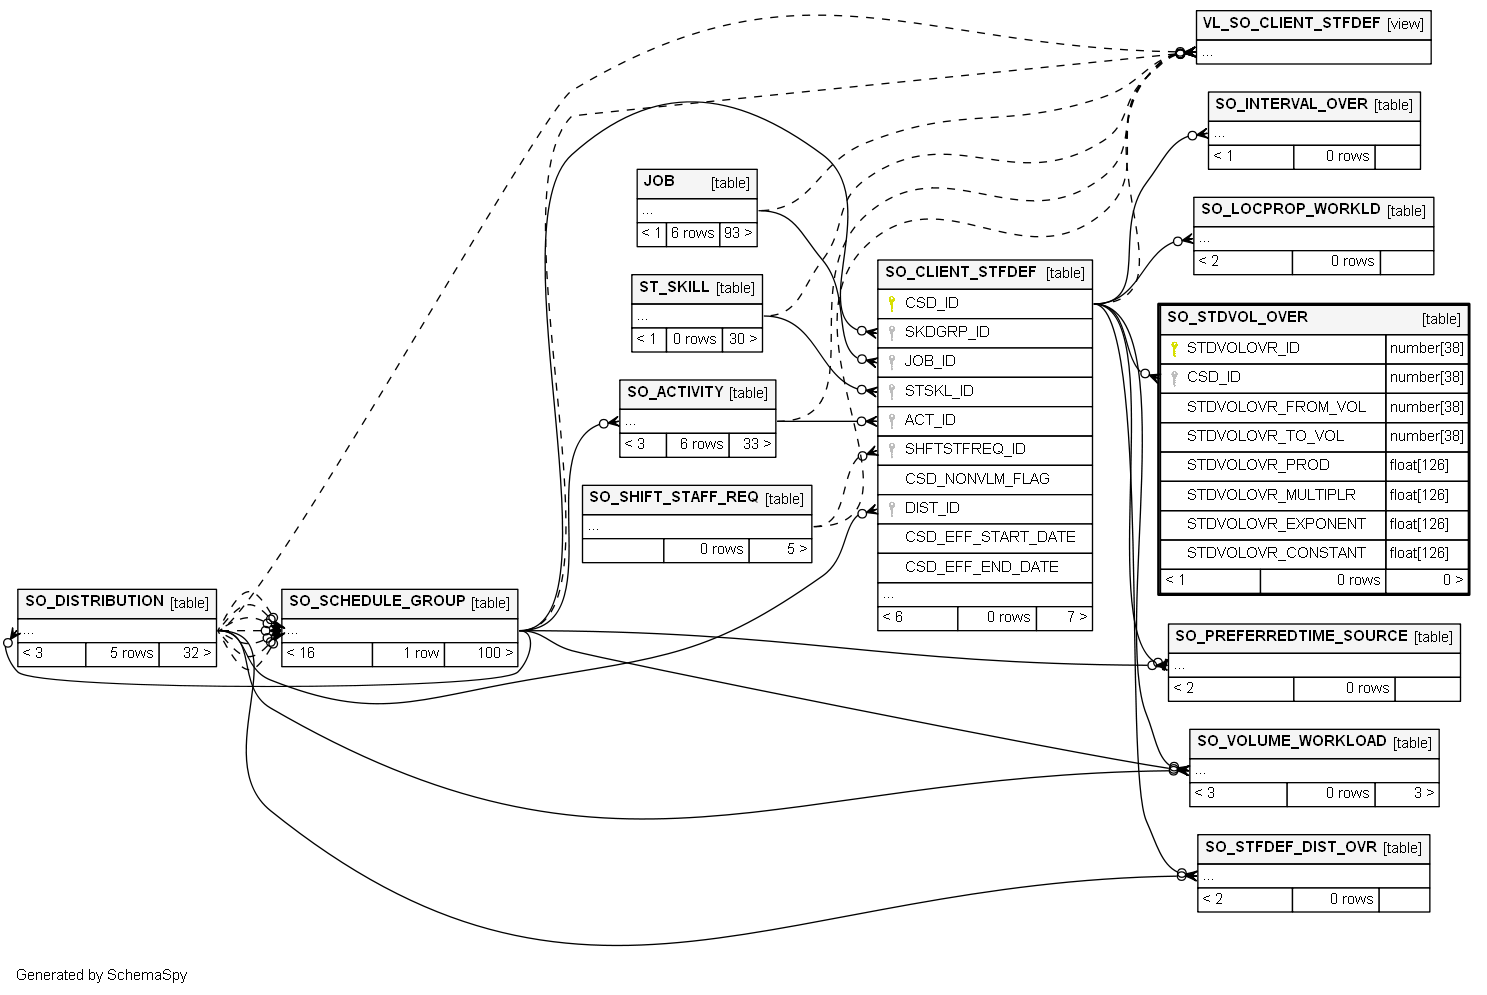 VL_SO_CLIENT_STFDEF [view]
...
SO_INTERVAL_OVER [table]
...
< 1 0 rows
JOB [table]
...
< 1 6 rows 93 >
SO_LOCPROP_WORKLD [table]
...
< 2 0 rows
ST_SKILL [table]
...
< 1 0 rows 30 >
SO_ACTIVITY [table]
...
< 3 6 rows 33 >
SO_SHIFT_STAFF_REQ [table]
...
0 rows 5 >
SO_CLIENT_STFDEF [table]
CSD_ID
SKDGRP_ID
JOB_ID
STSKL_ID
ACT_ID
SHFTSTFREQ_ID
CSD_NONVLM_FLAG
DIST_ID
CSD_EFF_START_DATE
CSD_EFF_END_DATE
...
< 6 0 rows 7 >
SO_STDVOL_OVER [table]
STDVOLOVR_ID number[38]
CSD_ID number[38]
STDVOLOVR_FROM_VOL number[38]
STDVOLOVR_TO_VOL number[38]
STDVOLOVR_PROD float[126]
STDVOLOVR_MULTIPLR float[126]
STDVOLOVR_EXPONENT float[126]
STDVOLOVR_CONSTANT float[126]
< 1 0 rows 0 >
SO_DISTRIBUTION [table]
...
< 3 5 rows 32 >
SO_SCHEDULE_GROUP [table]
...
< 16 1 row 100 >
SO_PREFERREDTIME_SOURCE [table]
...
< 2 0 rows
SO_VOLUME_WORKLOAD [table]
...
< 3 0 rows 3 >
SO_STFDEF_DIST_OVR [table]
...
< 2 0 rows
Generated by SchemaSpy